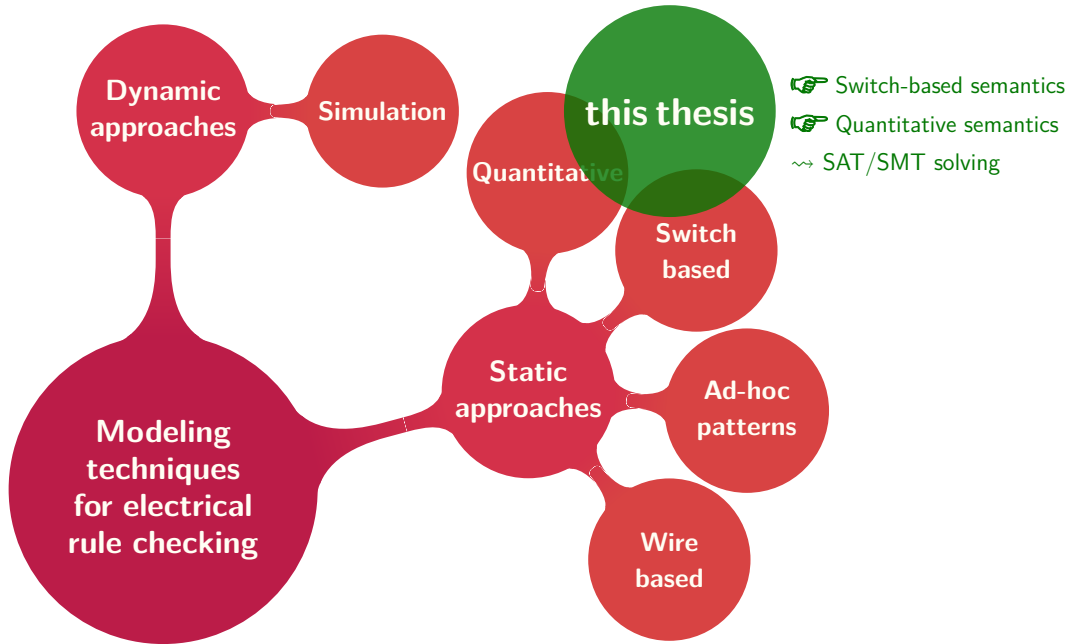 Dynamic
approaches
Simulation
this thesis
☞ Switch-based semantics
☞ Quantitative semantics
⇝ SAT/SMT solving
Quantitative
Switch
based
Static
approaches
Ad-hoc
patterns
Modeling
techniques
for electrical
rule checking
Wire
based